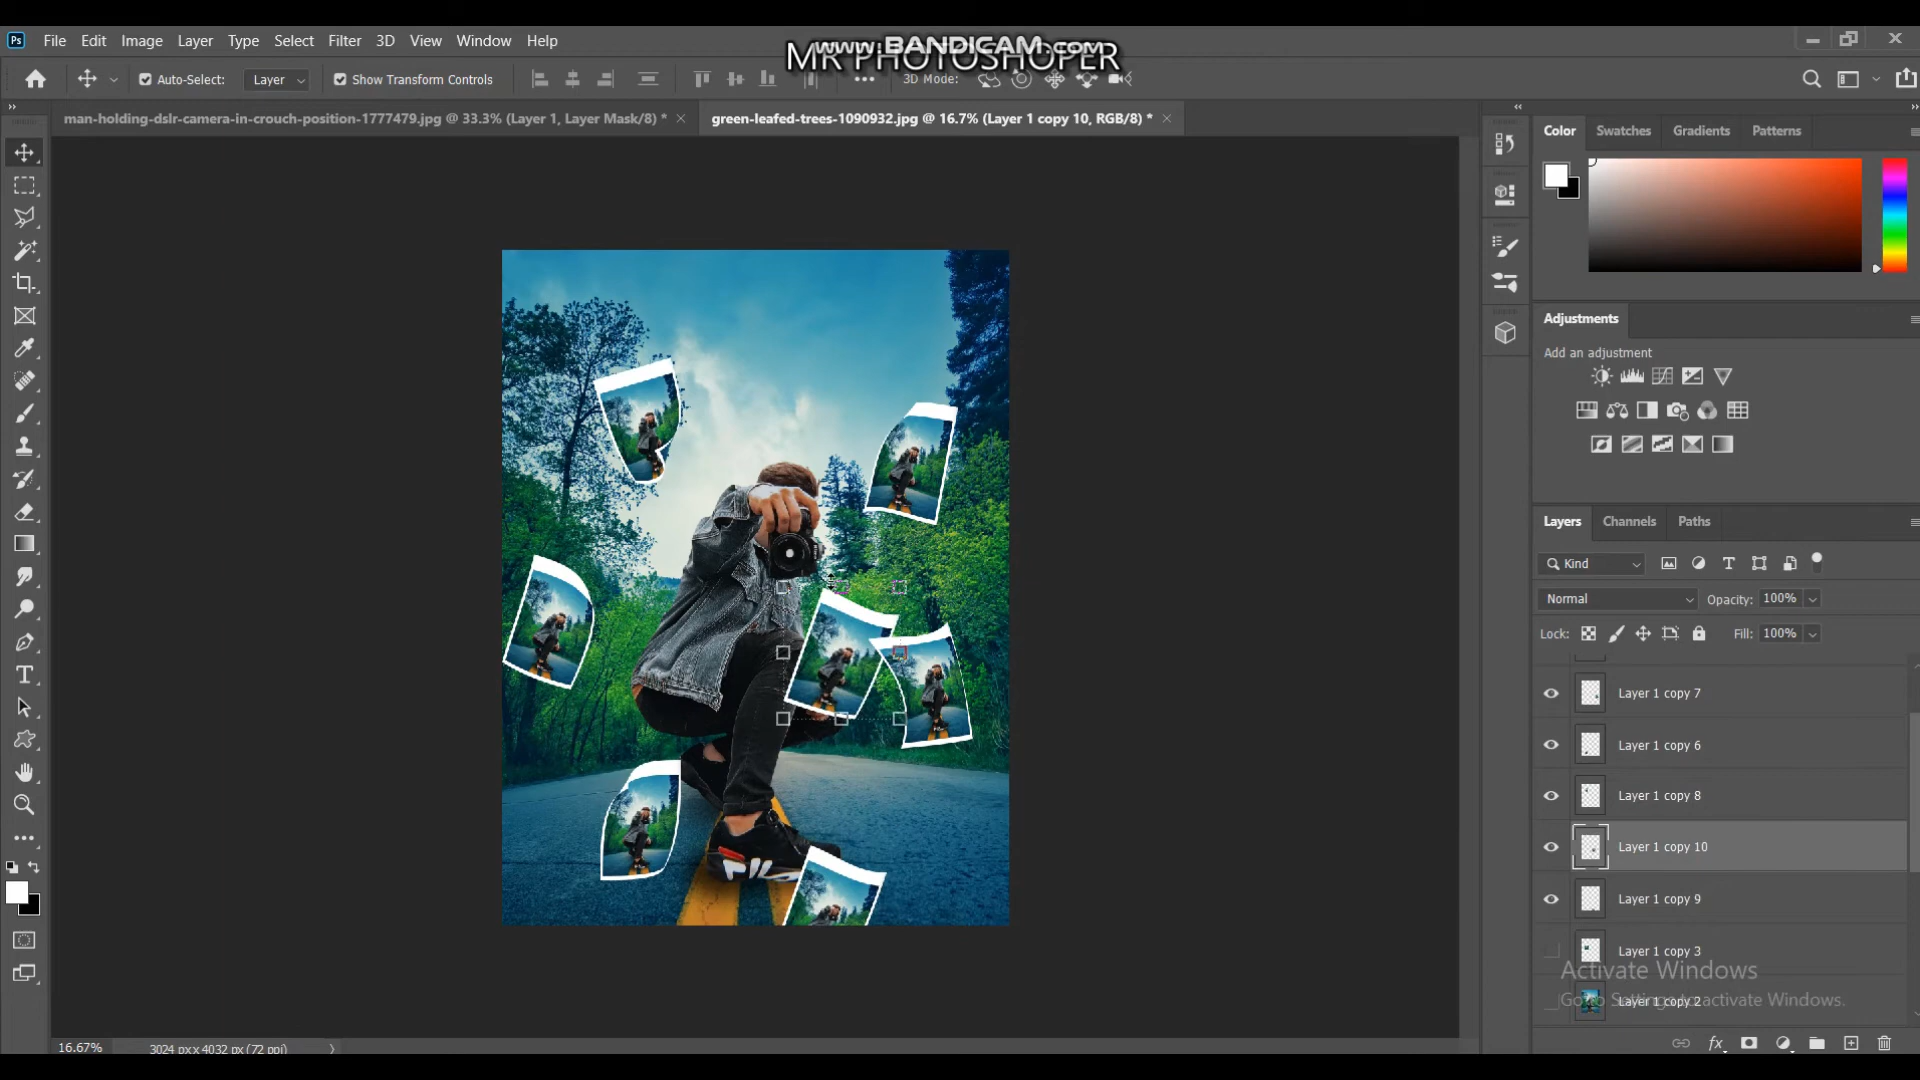 www.BANDICAM.com
MR PHOTOSHOPER
Ps File Edit Image Layer Type Select Filter 3D View Window Help
Auto-Select: Layer Show Transform Controls 3D Mode:
man-holding-dslr-camera-in-crouch-position-1777479.jpg @ 33.3% (Layer 1, Layer Mask/8) * green-leafed-trees-1090932.jpg @ 16.7% (Layer 1 copy 10, RGB/8) *
Color Swatches Gradients Patterns
Adjustments
Add an adjustment
Layers Channels Paths
Kind
Normal Opacity: 100%
Lock: Fill: 100%
Layer 1 copy 7
Layer 1 copy 6
Layer 1 copy 8
Layer 1 copy 10
Layer 1 copy 9
Layer 1 copy 3
Activate Windows
Go to Settings to activate Windows.
Layer 1 copy 2
FILA
16.67% 3024 px x 4032 px (72 ppi)